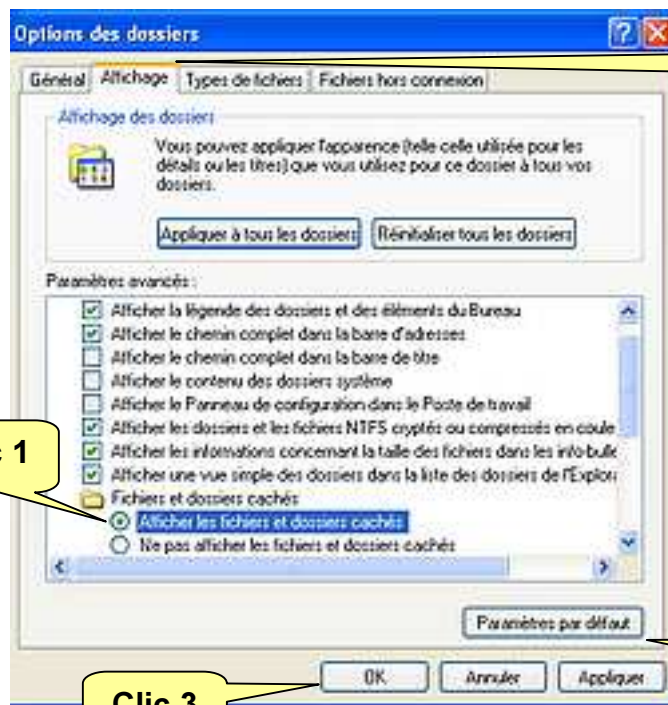 Options des dossiers
Général Affichage Types de fichiers Fichiers hors connexion
Affichage des dossiers
Vous pouvez appliquer l'apparence (telle celle utilisée pour les
détails ou les titres) que vous utilisez pour ce dossier à tous vos
dossiers.
Appliquer à tous les dossiers Réinitialiser tous les dossiers
Paramètres avancés :
Afficher la légende des dossiers et des éléments du Bureau
Afficher le chemin complet dans la barre d'adresses
Afficher le chemin complet dans la barre de titre
Afficher le contenu des dossiers système
Afficher le Panneau de configuration dans le Poste de travail
Afficher les dossiers et les fichiers NTFS cryptés ou compressés en coule
Afficher les informations concernant la taille des fichiers dans les info-bulle
Afficher une vue simple des dossiers dans la liste des dossiers de l'Explora
Fichiers et dossiers cachés
c 1
Afficher les fichiers et dossiers cachés
Ne pas afficher les fichiers et dossiers cachés
Paramètres par défaut
OK Annuler Appliquer
Clic 3